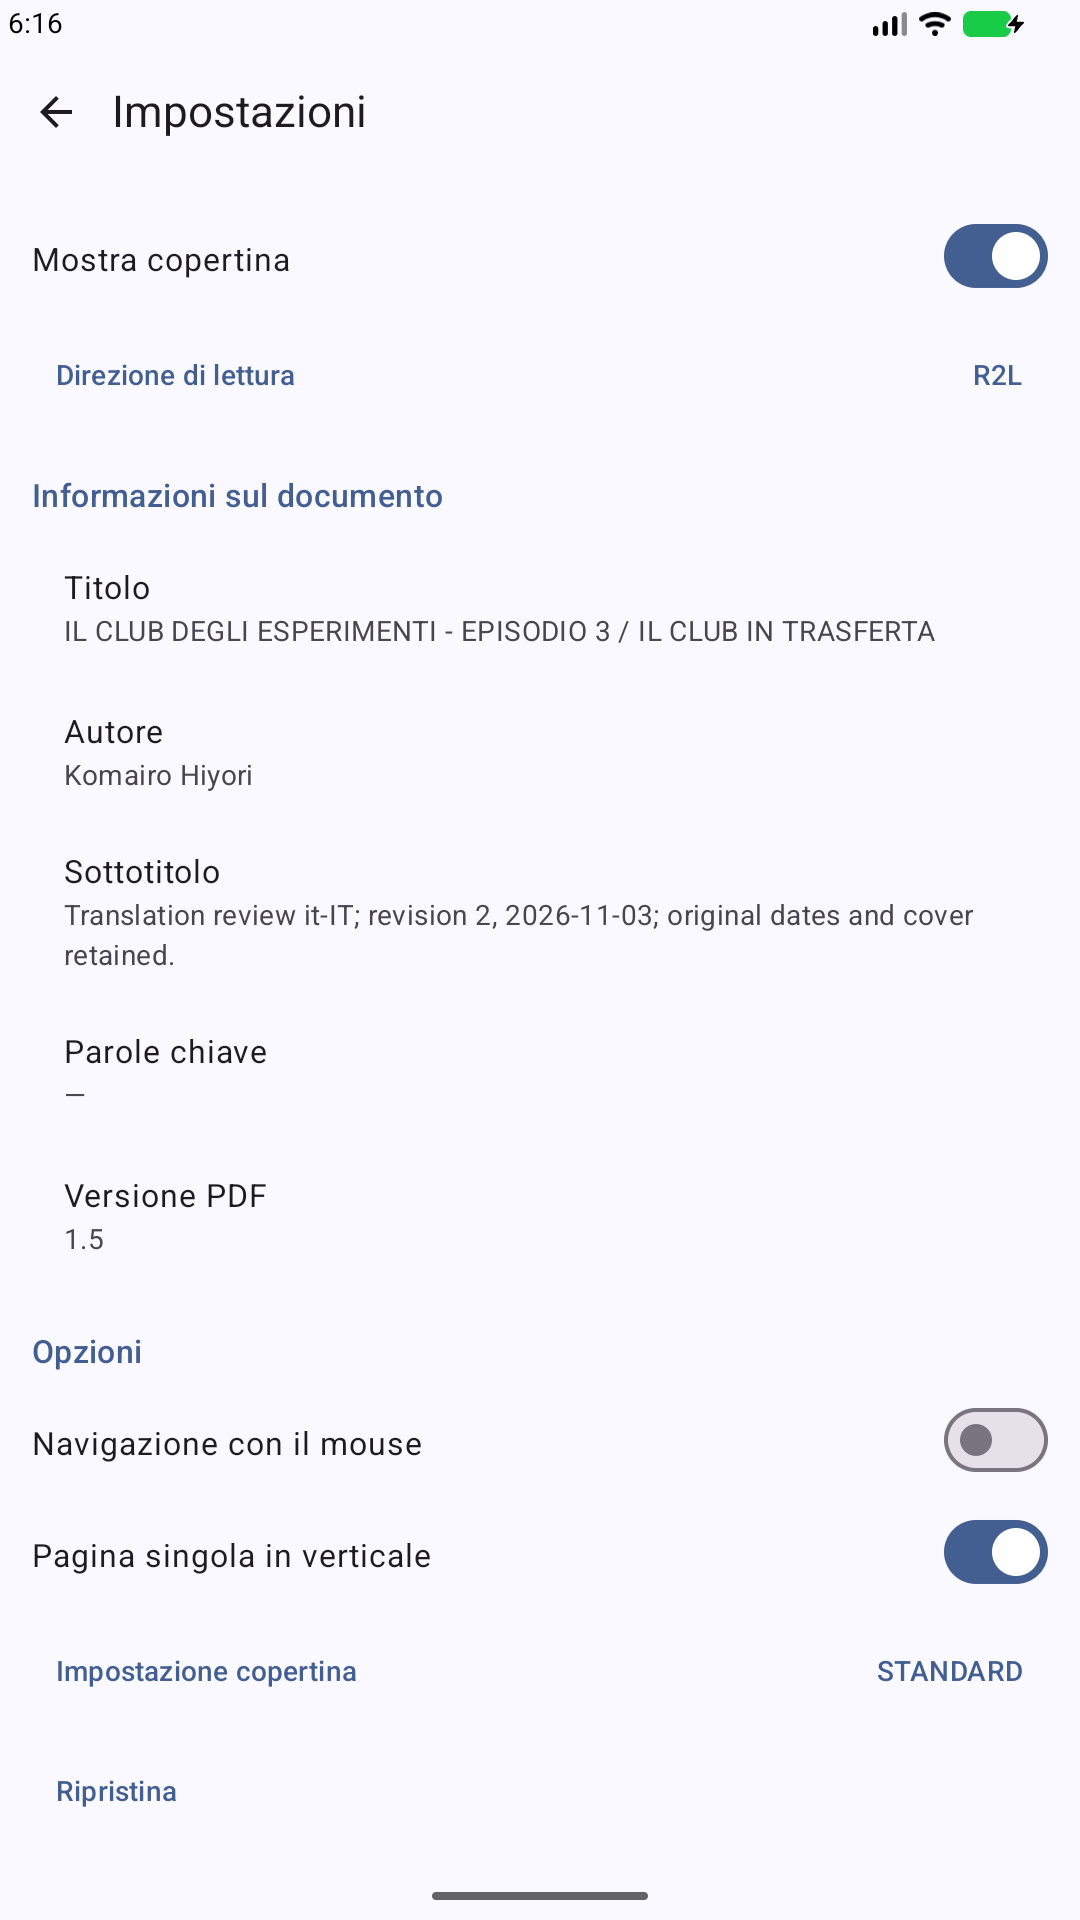 6:16
Impostazioni
Mostra copertina
Direzione di lettura R2L
Informazioni sul documento
Titolo
IL CLUB DEGLI ESPERIMENTI - EPISODIO 3 / IL CLUB IN TRASFERTA
Autore
Komairo Hiyori
Sottotitolo
Translation review it-IT; revision 2, 2026-11-03; original dates and cover
retained.
Parole chiave
—
Versione PDF
1.5
Opzioni
Navigazione con il mouse
Pagina singola in verticale
Impostazione copertina STANDARD
Ripristina